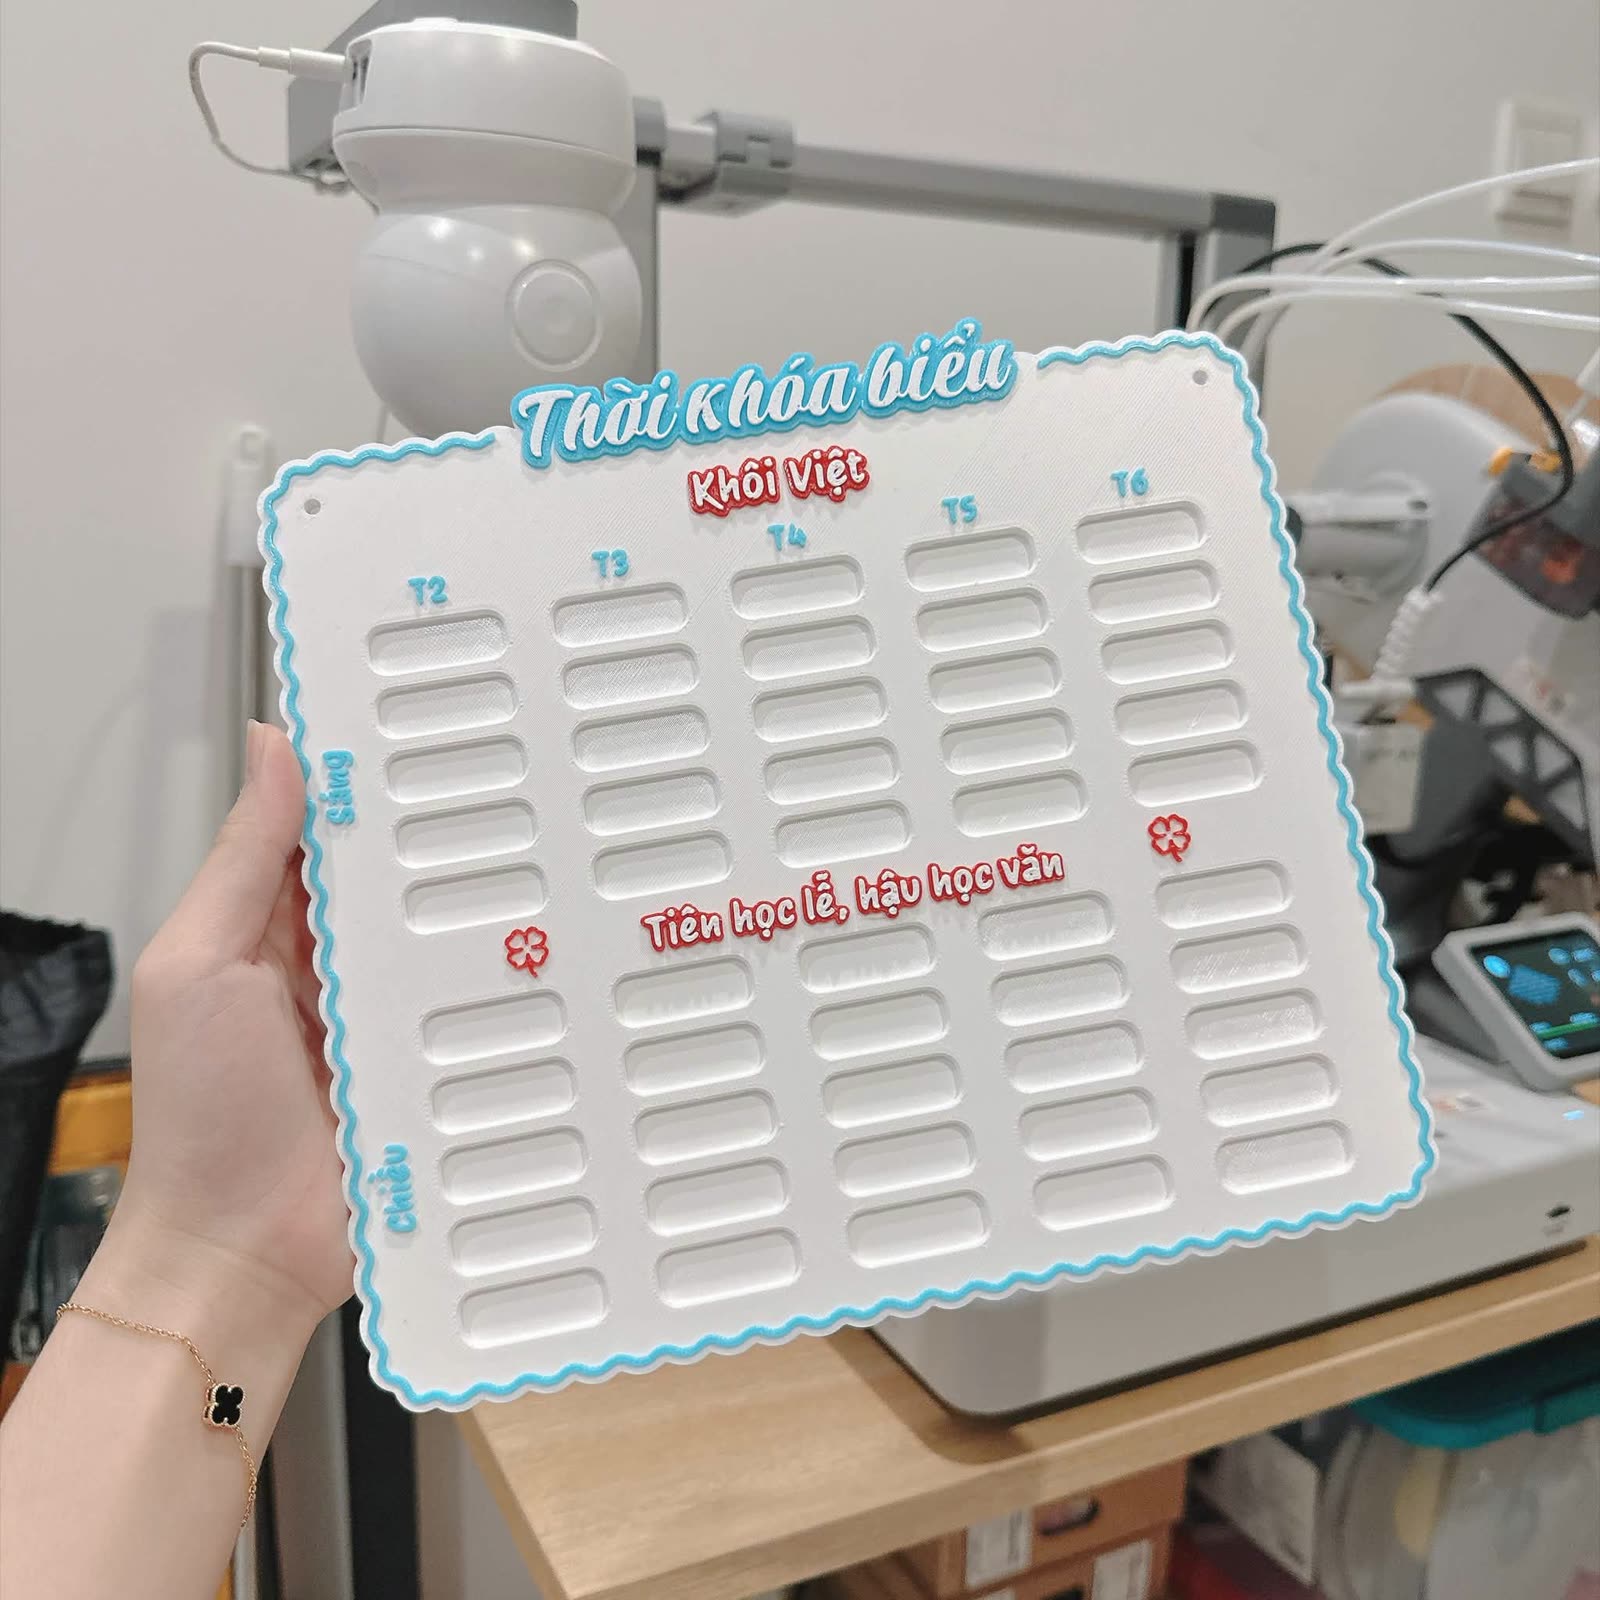 Thời khóa biểu
Khôi Việt
T2 T3 T4 T5 T6
Sáng
Tiên học lễ, hậu học văn
Chiều